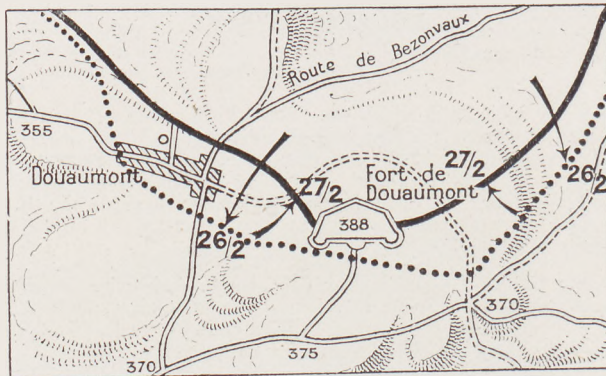 Route de Bezonvaux
355
Douaumont
27/2
Fort de
Douaumont
27/2
26/2
388
26/2
370
375
370